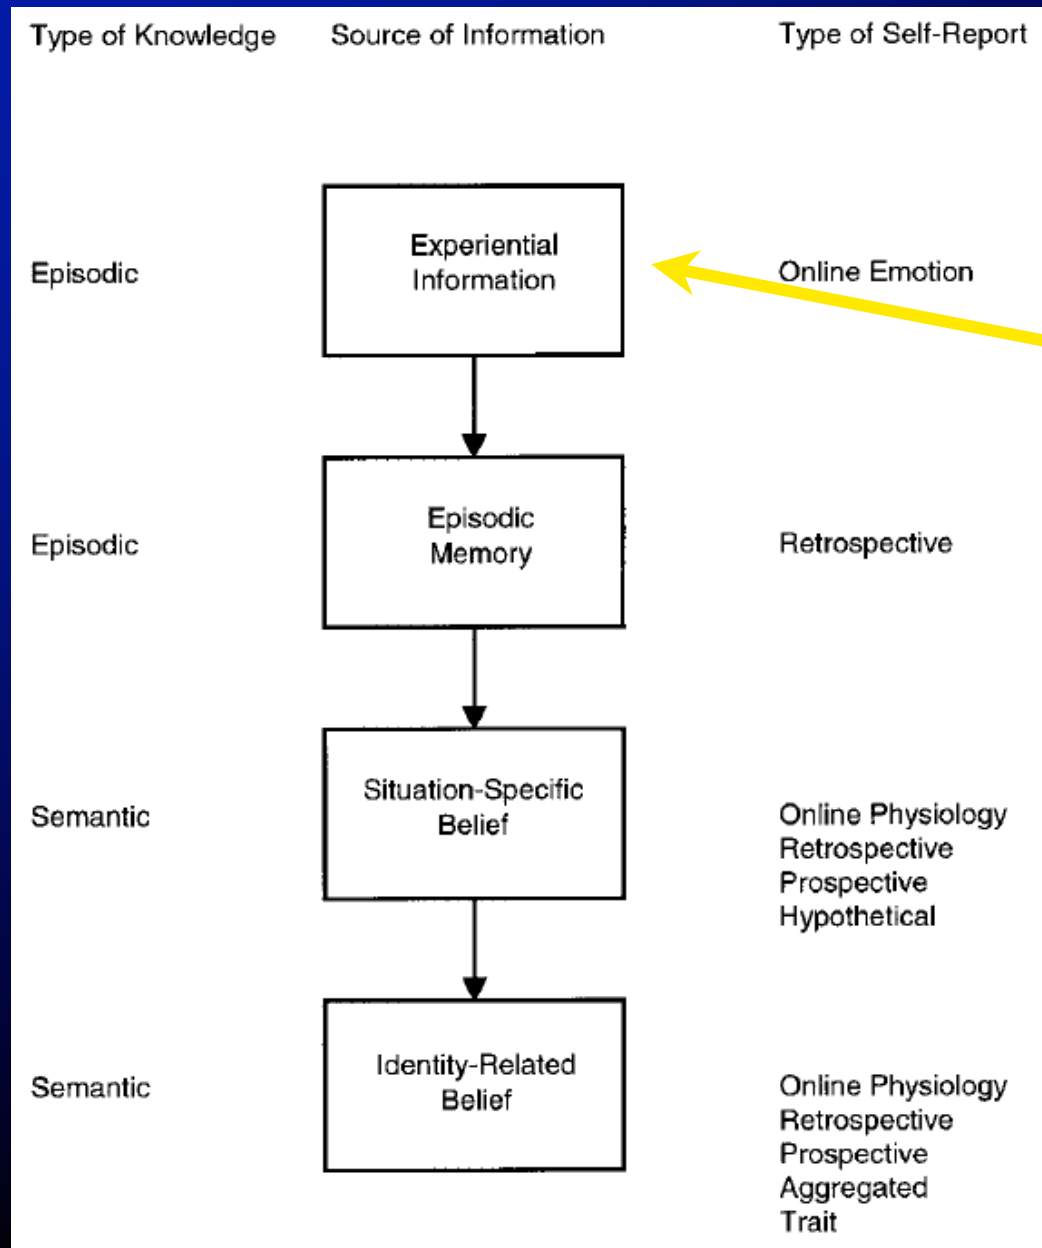 Type of Knowledge Source of Information Type of Self-Report
Experiential
Information
Episodic Online Emotion
Episodic
Memory
Episodic Retrospective
Situation-Specific
Belief
Semantic Online Physiology
Retrospective
Prospective
Hypothetical
Identity-Related
Belief
Semantic Online Physiology
Retrospective
Prospective
Aggregated
Trait